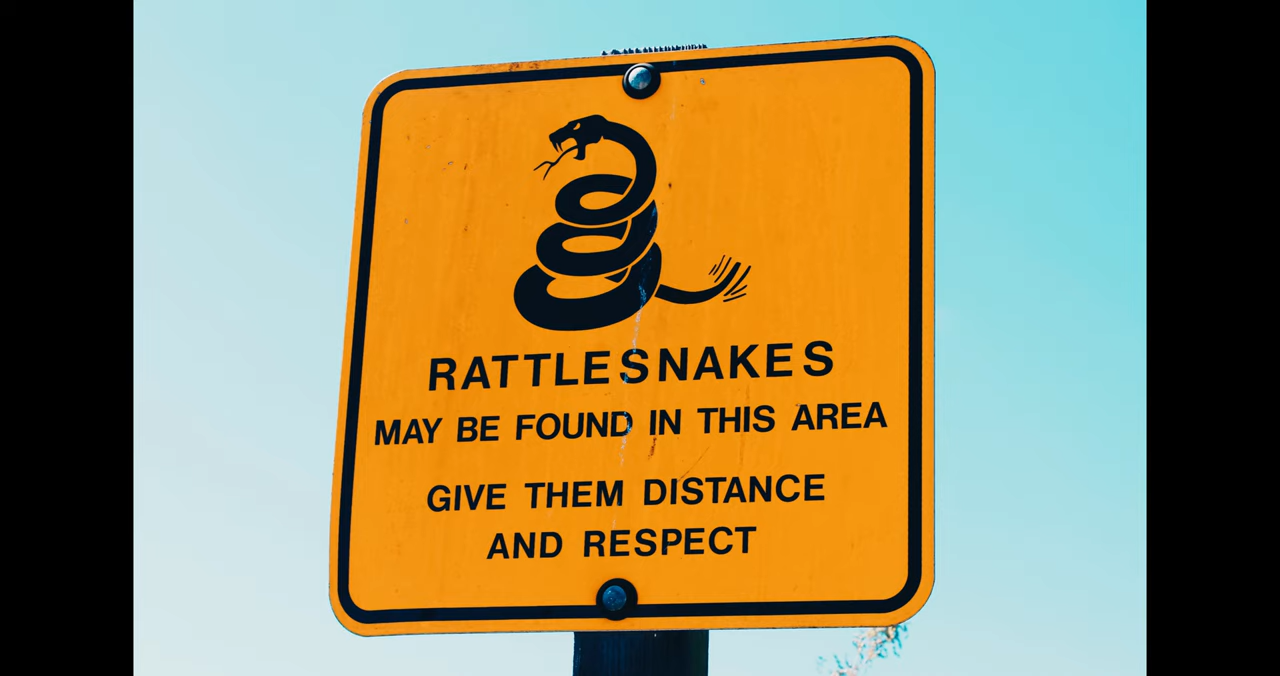 RATTLESNAKES
MAY BE FOUND IN THIS AREA
GIVE THEM DISTANCE
AND RESPECT